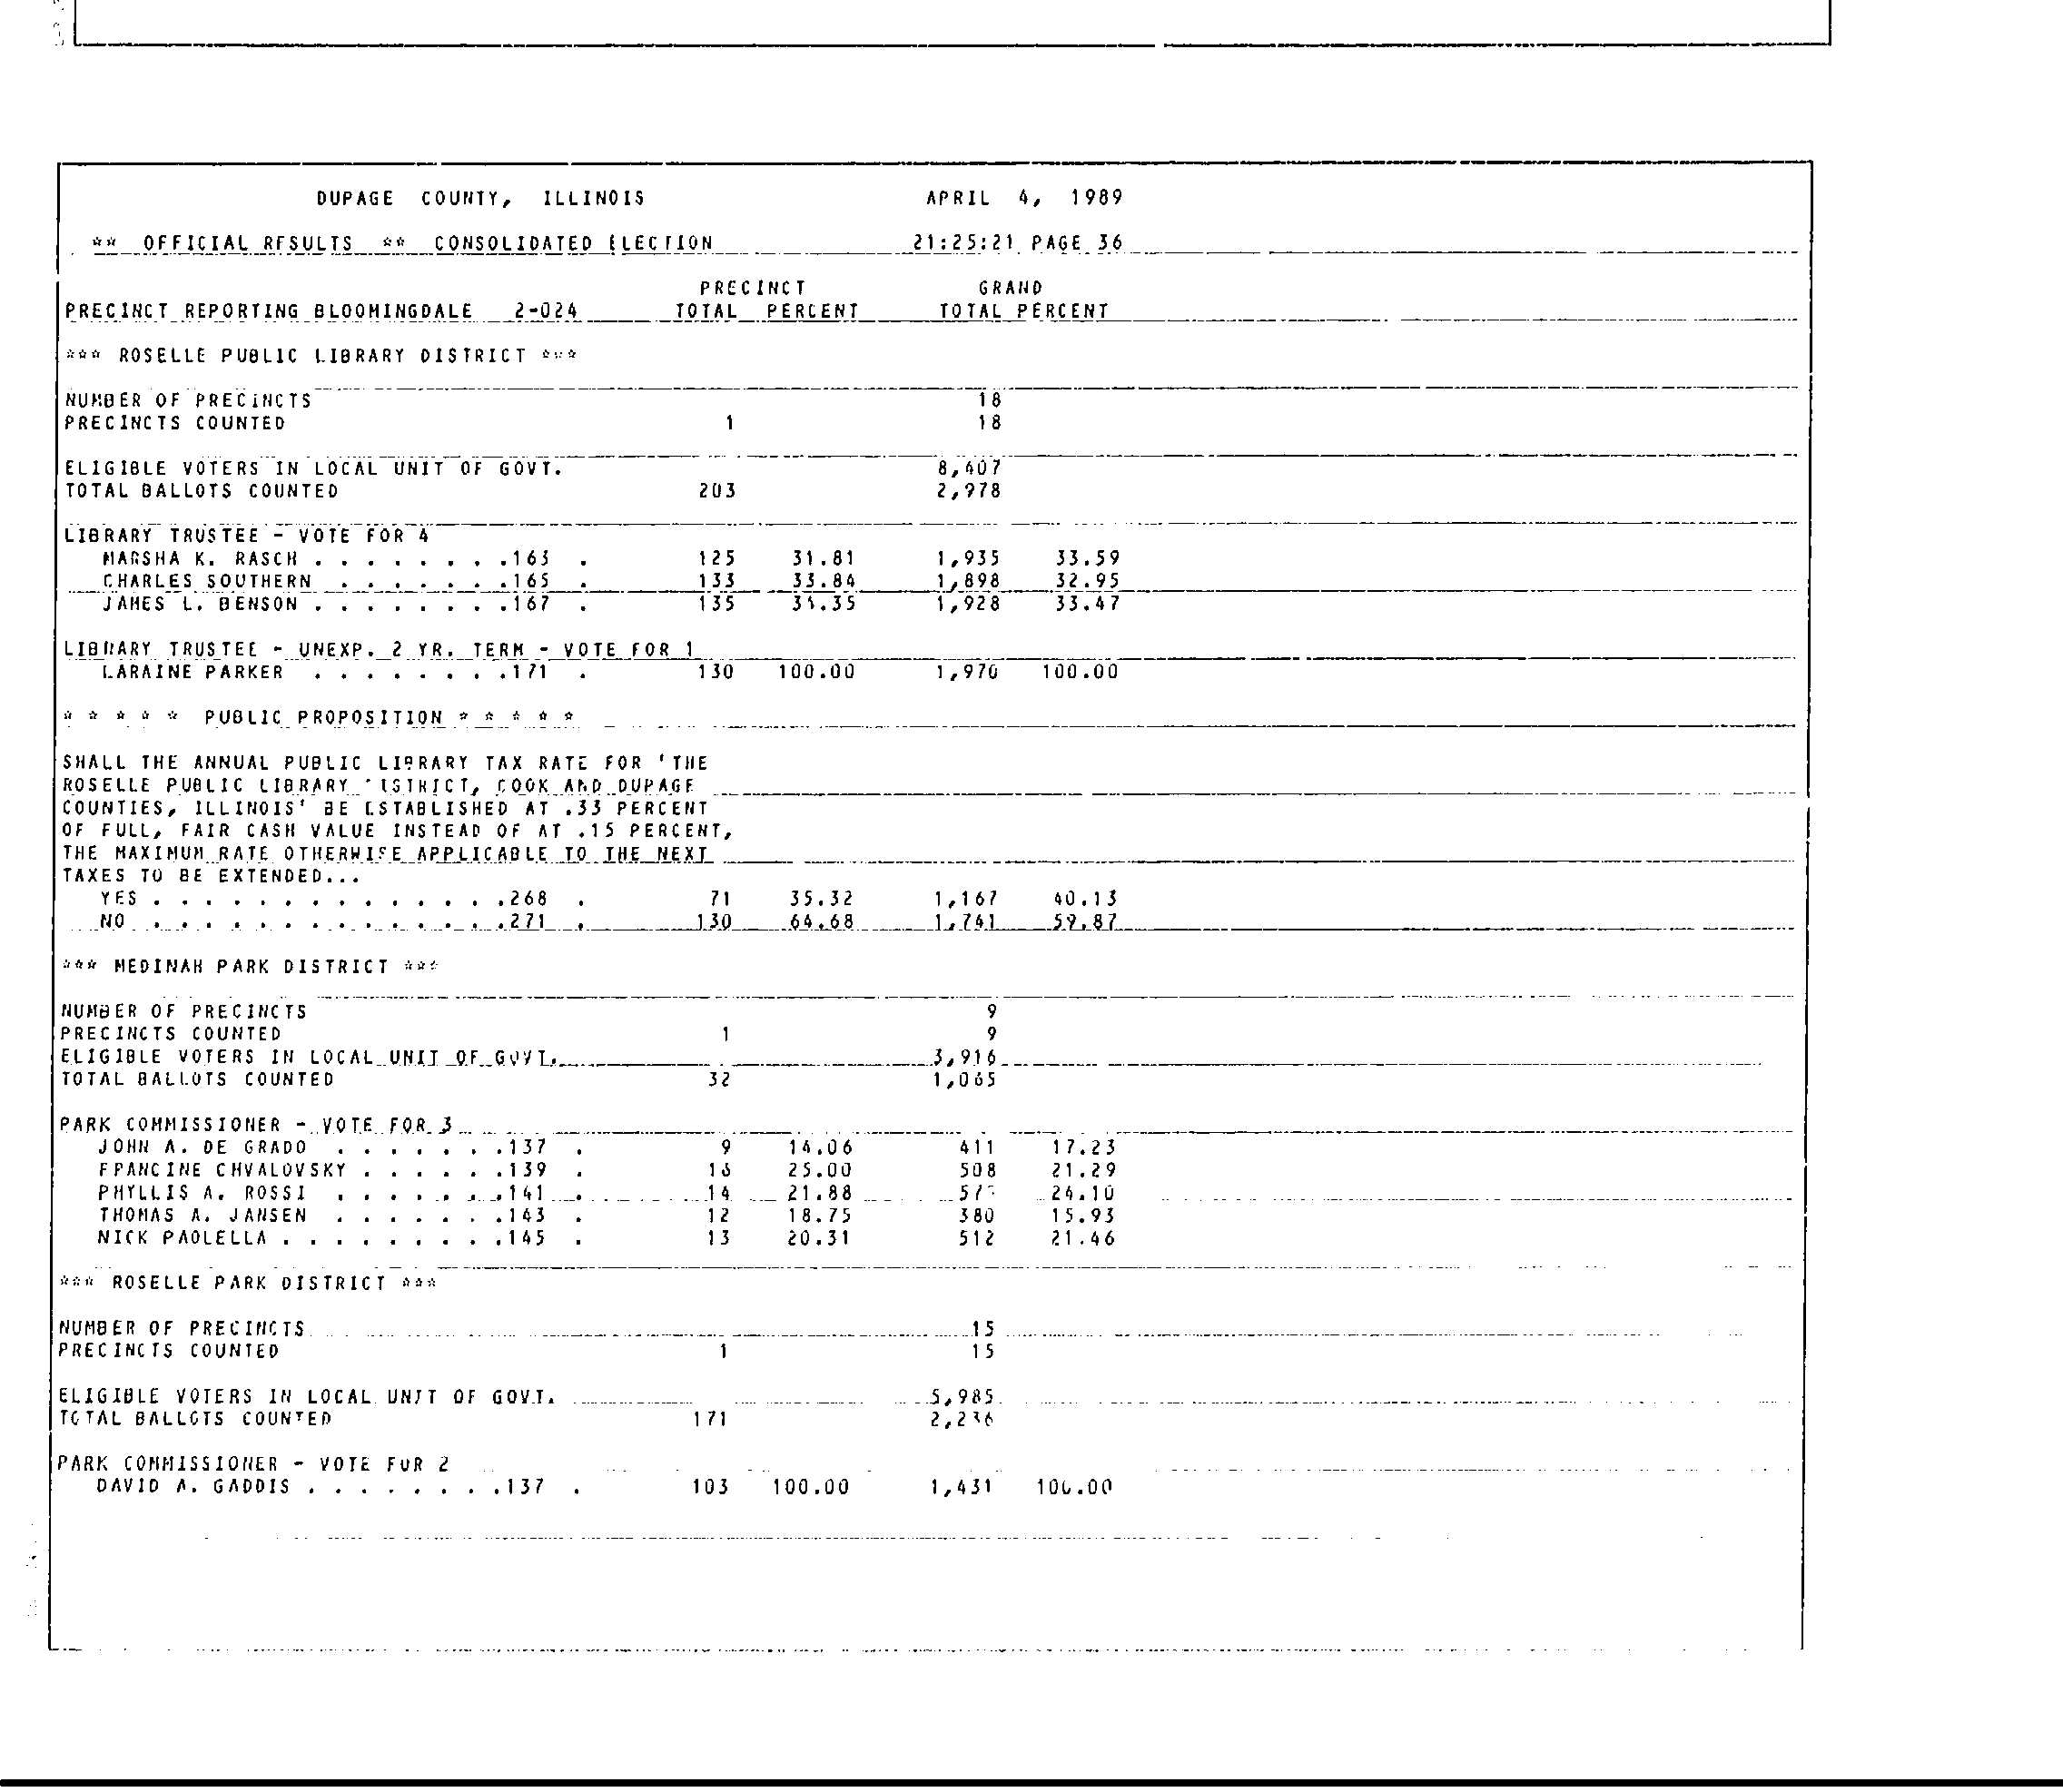 DUPAGE COUNTY, ILLINOIS APRIL 4, 1989
** OFFICIAL RESULTS ** CONSOLIDATED ELECTION 21:25:21 PAGE 36
PRECINCT GRAND
PRECINCT REPORTING BLOOMINGDALE 2-024 TOTAL PERCENT TOTAL PERCENT
*** ROSELLE PUBLIC LIBRARY DISTRICT ***
NUMBER OF PRECINCTS 18
PRECINCTS COUNTED 1 18
ELIGIBLE VOTERS IN LOCAL UNIT OF GOVT. 8,407
TOTAL BALLOTS COUNTED 203 2,978
LIBRARY TRUSTEE - VOTE FOR 4
MARSHA K. RASCH . . . . . . . .163 . 125 31.81 1,935 33.59
CHARLES SOUTHERN . . . . . . .165 . 133 33.84 1,898 32.95
JAMES L. BENSON . . . . . . . .167 . 135 34.35 1,928 33.47
LIBRARY TRUSTEE - UNEXP. 2 YR. TERM - VOTE FOR 1
LARAINE PARKER . . . . . . . .171 . 130 100.00 1,970 100.00
* * * * * PUBLIC PROPOSITION * * * * *
SHALL THE ANNUAL PUBLIC LIBRARY TAX RATE FOR 'THE
ROSELLE PUBLIC LIBRARY DISTRICT, COOK AND DUPAGE
COUNTIES, ILLINOIS' BE ESTABLISHED AT .33 PERCENT
OF FULL, FAIR CASH VALUE INSTEAD OF AT .15 PERCENT,
THE MAXIMUM RATE OTHERWISE APPLICABLE TO THE NEXT
TAXES TO BE EXTENDED...
YES . . . . . . . . . . . . . .268 . 71 35.32 1,167 40.13
NO . . . . . . . . . . . . . .271 . 130 64.68 1,741 59.87
*** MEDINAH PARK DISTRICT ***
NUMBER OF PRECINCTS 9
PRECINCTS COUNTED 1 9
ELIGIBLE VOTERS IN LOCAL UNIT OF GOVT. 3,916
TOTAL BALLOTS COUNTED 32 1,065
PARK COMMISSIONER - VOTE FOR 3
JOHN A. DE GRADO . . . . . . .137 . 9 14.06 411 17.23
FRANCINE CHVALOVSKY . . . . . .139 . 16 25.00 508 21.29
PHYLLIS A. ROSSI . . . . . . .141 . 14 21.88 24.10
THOMAS A. JANSEN . . . . . . .143 . 12 18.75 380 15.93
NICK PAOLELLA . . . . . . . . .145 . 13 20.31 512 21.46
*** ROSELLE PARK DISTRICT ***
NUMBER OF PRECINCTS 15
PRECINCTS COUNTED 1 15
ELIGIBLE VOTERS IN LOCAL UNIT OF GOVT. 5,985
TOTAL BALLOTS COUNTED 171 2,236
PARK COMMISSIONER - VOTE FOR 2
DAVID A. GADDIS . . . . . . . .137 . 103 100.00 1,431 100.00